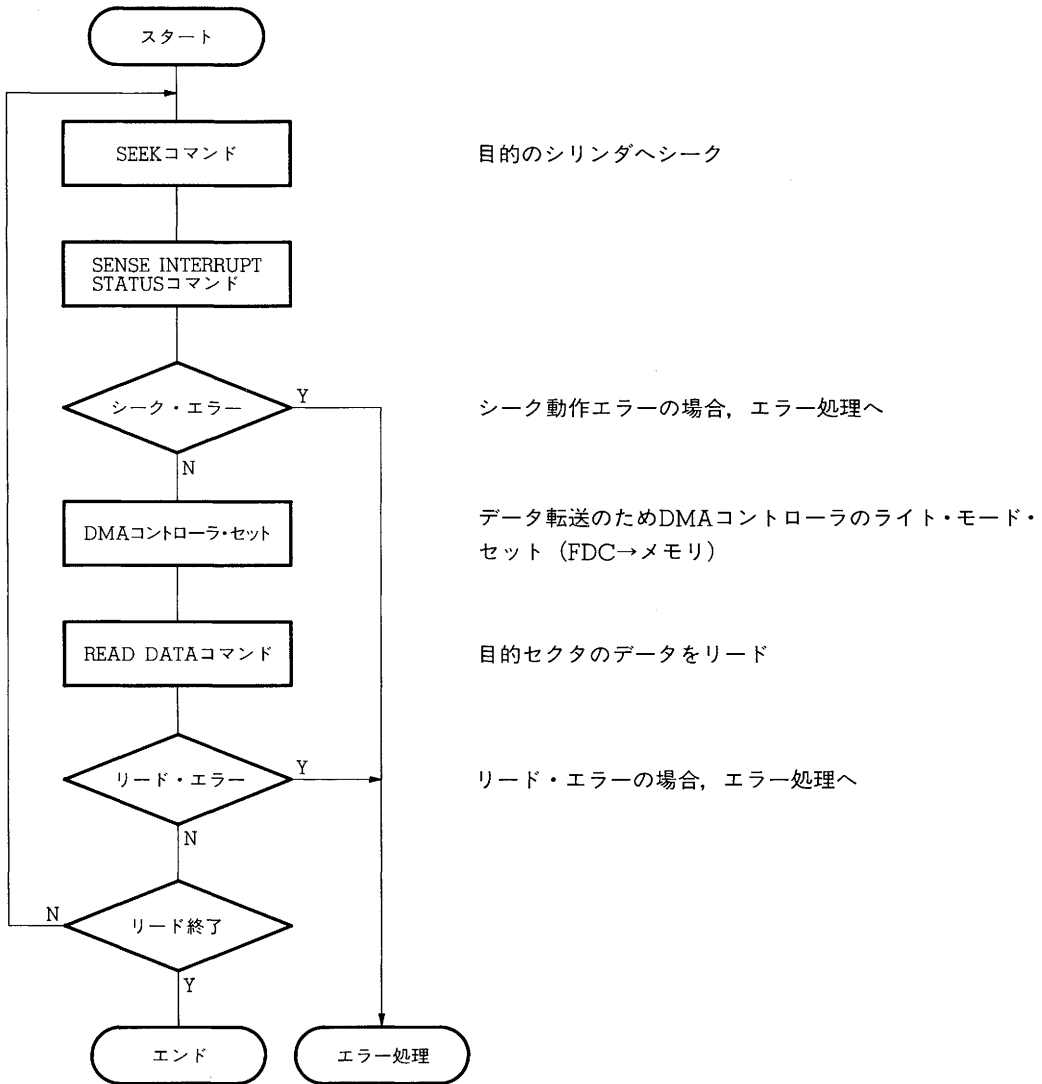 スタート
SEEKコマンド
目的のシリンダへシーク
SENSE INTERRUPT
STATUSコマンド
シーク・エラー
Y
シーク動作エラーの場合，エラー処理へ
N
DMAコントローラ・セット
データ転送のためDMAコントローラのライト・モード・
セット（FDC→メモリ）
READ DATAコマンド
目的セクタのデータをリード
リード・エラー
Y
リード・エラーの場合，エラー処理へ
N
N
リード終了
Y
エンド
エラー処理